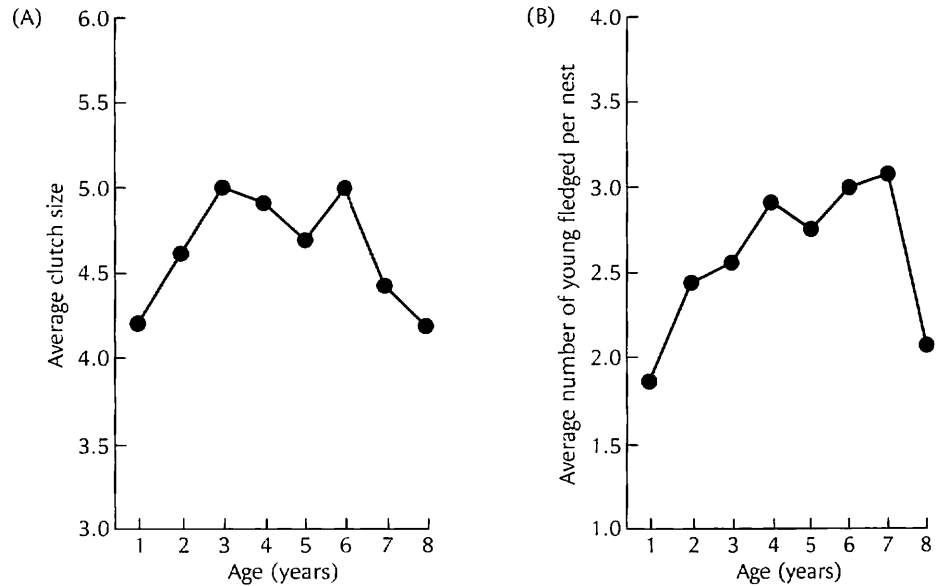 (A)
Average clutch size
6.0
5.5
5.0
4.5
4.0
3.5
3.0
1 2 3 4 5 6 7 8
Age (years)
(B)
Average number of young fledged per nest
4.0
3.5
3.0
2.5
2.0
1.5
1.0
1 2 3 4 5 6 7 8
Age (years)